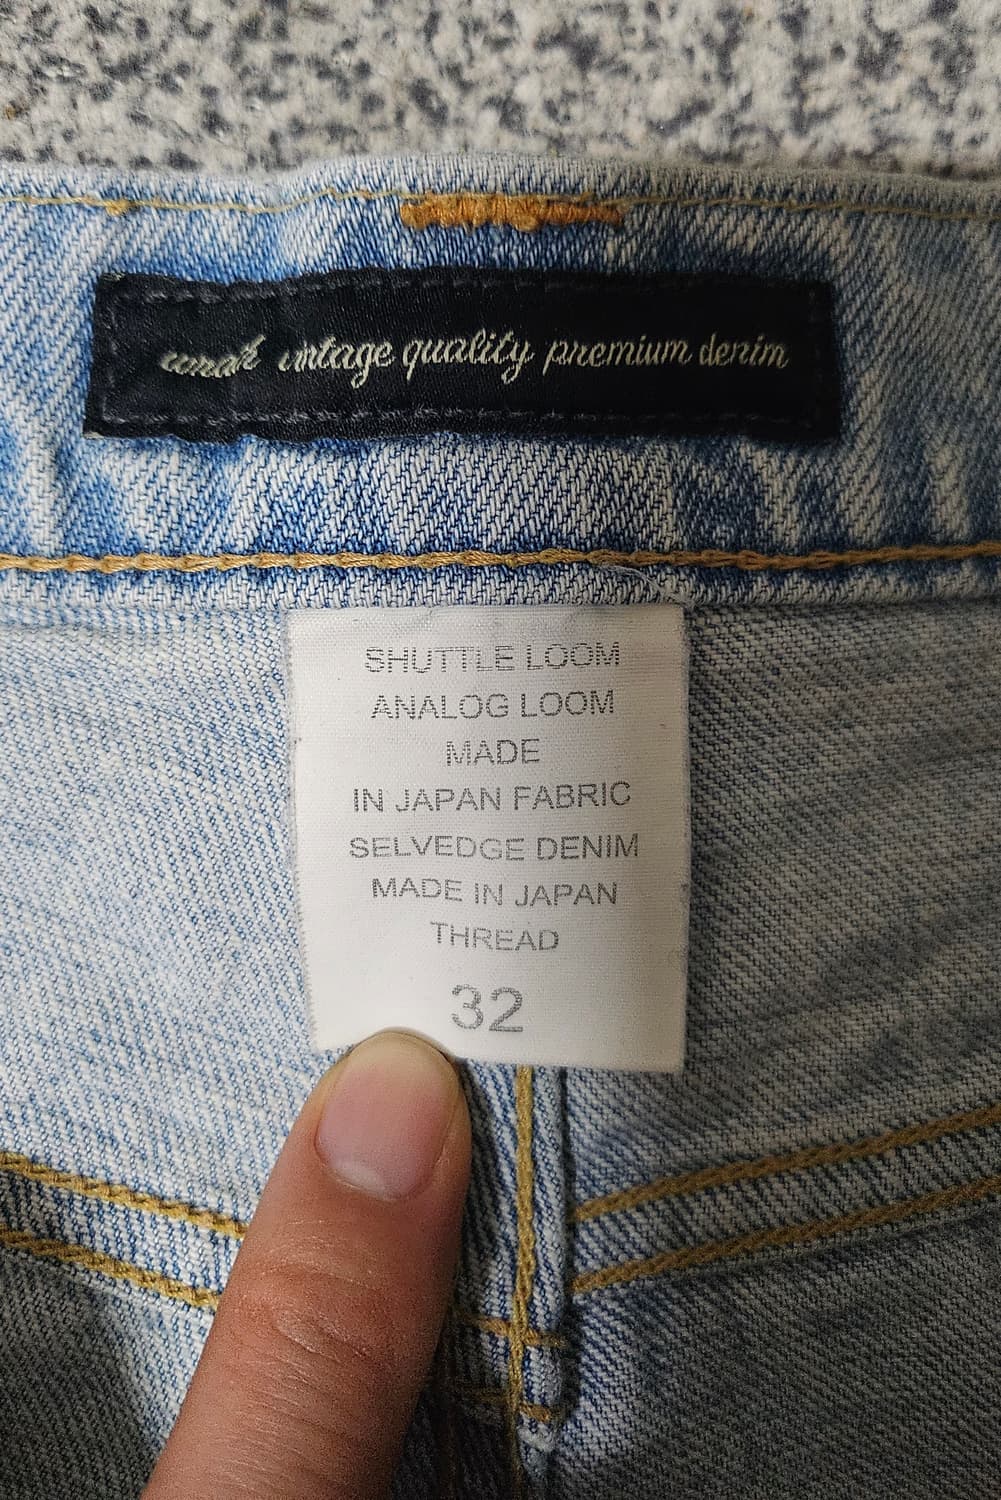 vintage quality premium denim
SHUTTLE LOOM
ANALOG LOOM
MADE
IN JAPAN FABRIC
SELVEDGE DENIM
MADE IN JAPAN
THREAD
32